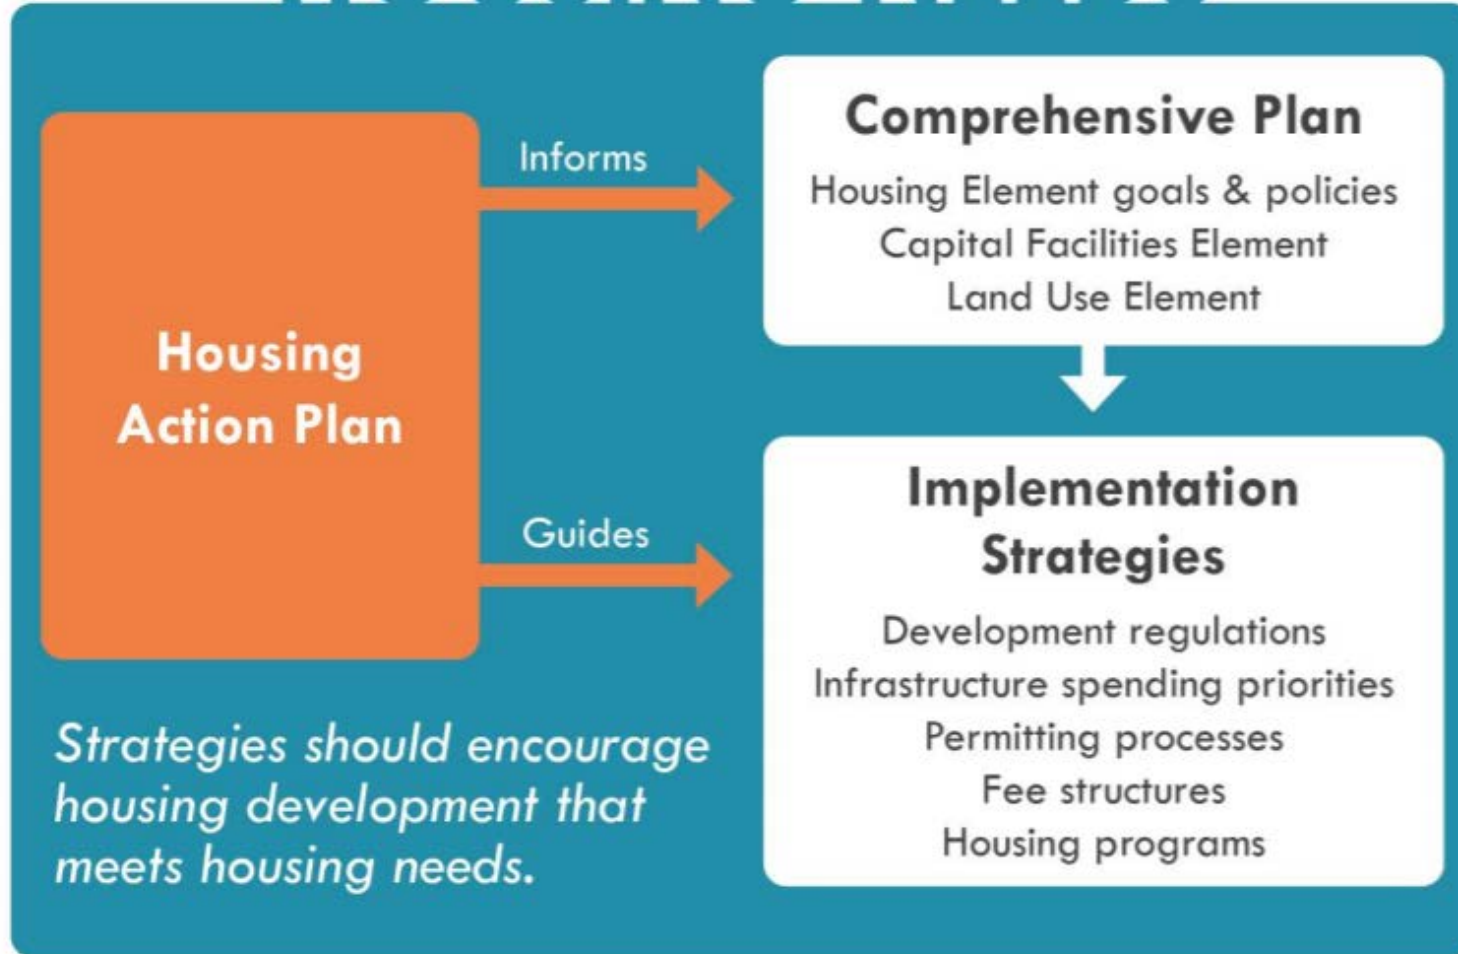 Housing
Action Plan
Informs
Comprehensive Plan
Housing Element goals & policies
Capital Facilities Element
Land Use Element
Guides
Implementation
Strategies
Development regulations
Infrastructure spending priorities
Permitting processes
Fee structures
Housing programs
Strategies should encourage
housing development that
meets housing needs.